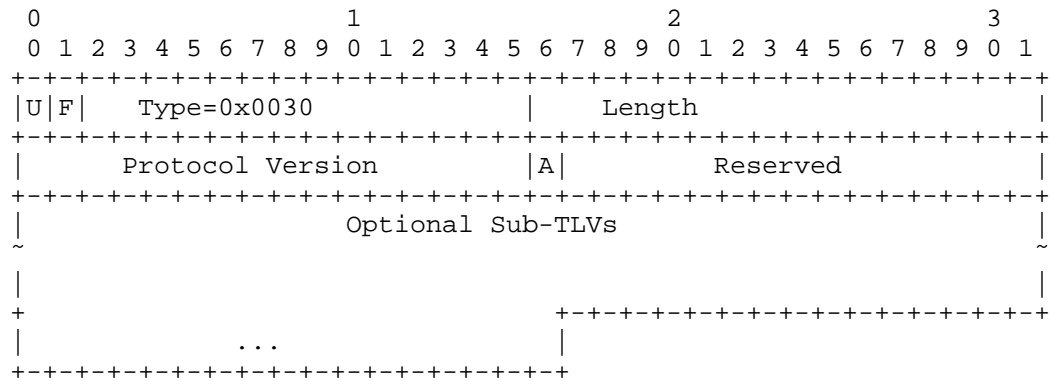 0                   1                   2                   3
 0 1 2 3 4 5 6 7 8 9 0 1 2 3 4 5 6 7 8 9 0 1 2 3 4 5 6 7 8 9 0 1
+-+-+-+-+-+-+-+-+-+-+-+-+-+-+-+-+-+-+-+-+-+-+-+-+-+-+-+-+-+-+-+-+
|U|F|   Type=0x0030             |    Length                     |
+-+-+-+-+-+-+-+-+-+-+-+-+-+-+-+-+-+-+-+-+-+-+-+-+-+-+-+-+-+-+-+-+
|      Protocol Version         |A|         Reserved            |
+-+-+-+-+-+-+-+-+-+-+-+-+-+-+-+-+-+-+-+-+-+-+-+-+-+-+-+-+-+-+-+-+
|                    Optional Sub-TLVs                          |
~                                                               ~
|                                                               |
+                                 +-+-+-+-+-+-+-+-+-+-+-+-+-+-+-+
|             ...                 |
+-+-+-+-+-+-+-+-+-+-+-+-+-+-+-+-+-+